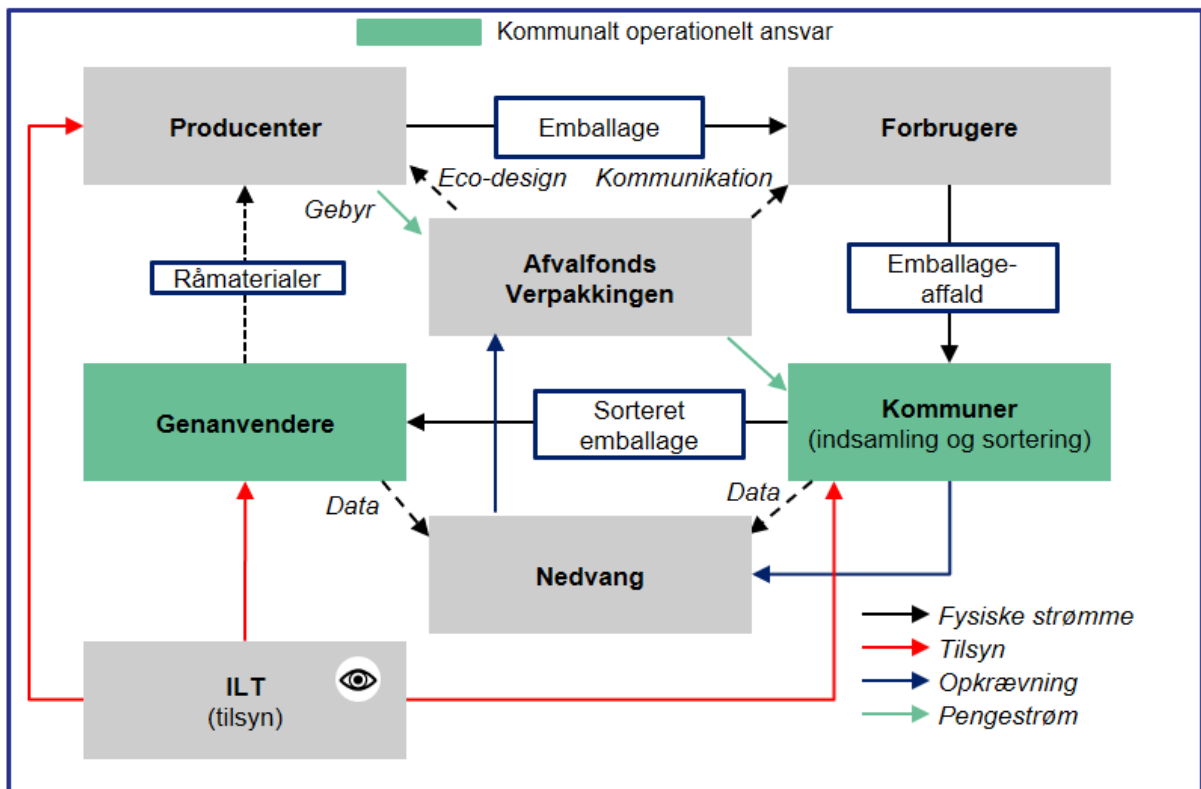 Kommunalt operationelt ansvar
Producenter
Emballage
Forbrugere
Eco-design
Kommunikation
Gebyr
Afvalfonds
Verpakkingen
Råmaterialer
Emballage-
affald
Genanvendere
Sorteret
emballage
Kommuner
(indsamling og sortering)
Data
Data
Nedvang
ILT
(tilsyn)
Fysiske strømme
Tilsyn
Opkrævning
Pengestrøm